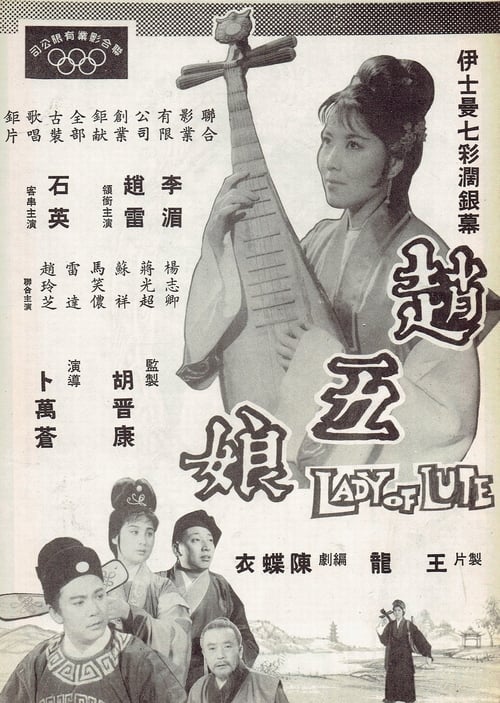 聯合影業有限公司
伊士曼七彩濶銀幕
聯合影業有限公司創業鉅献全部古裝歌唱鉅片
李湄
趙雷
領銜主演
石英
客串主演
楊志卿
蔣光超
蘇祥
馬笑儂
雷達
趙玲芝
聯合主演
監製
胡晉康
演導
卜萬蒼
趙五娘
LADY OF LUTE
製片 王龍
編劇 陳蝶衣